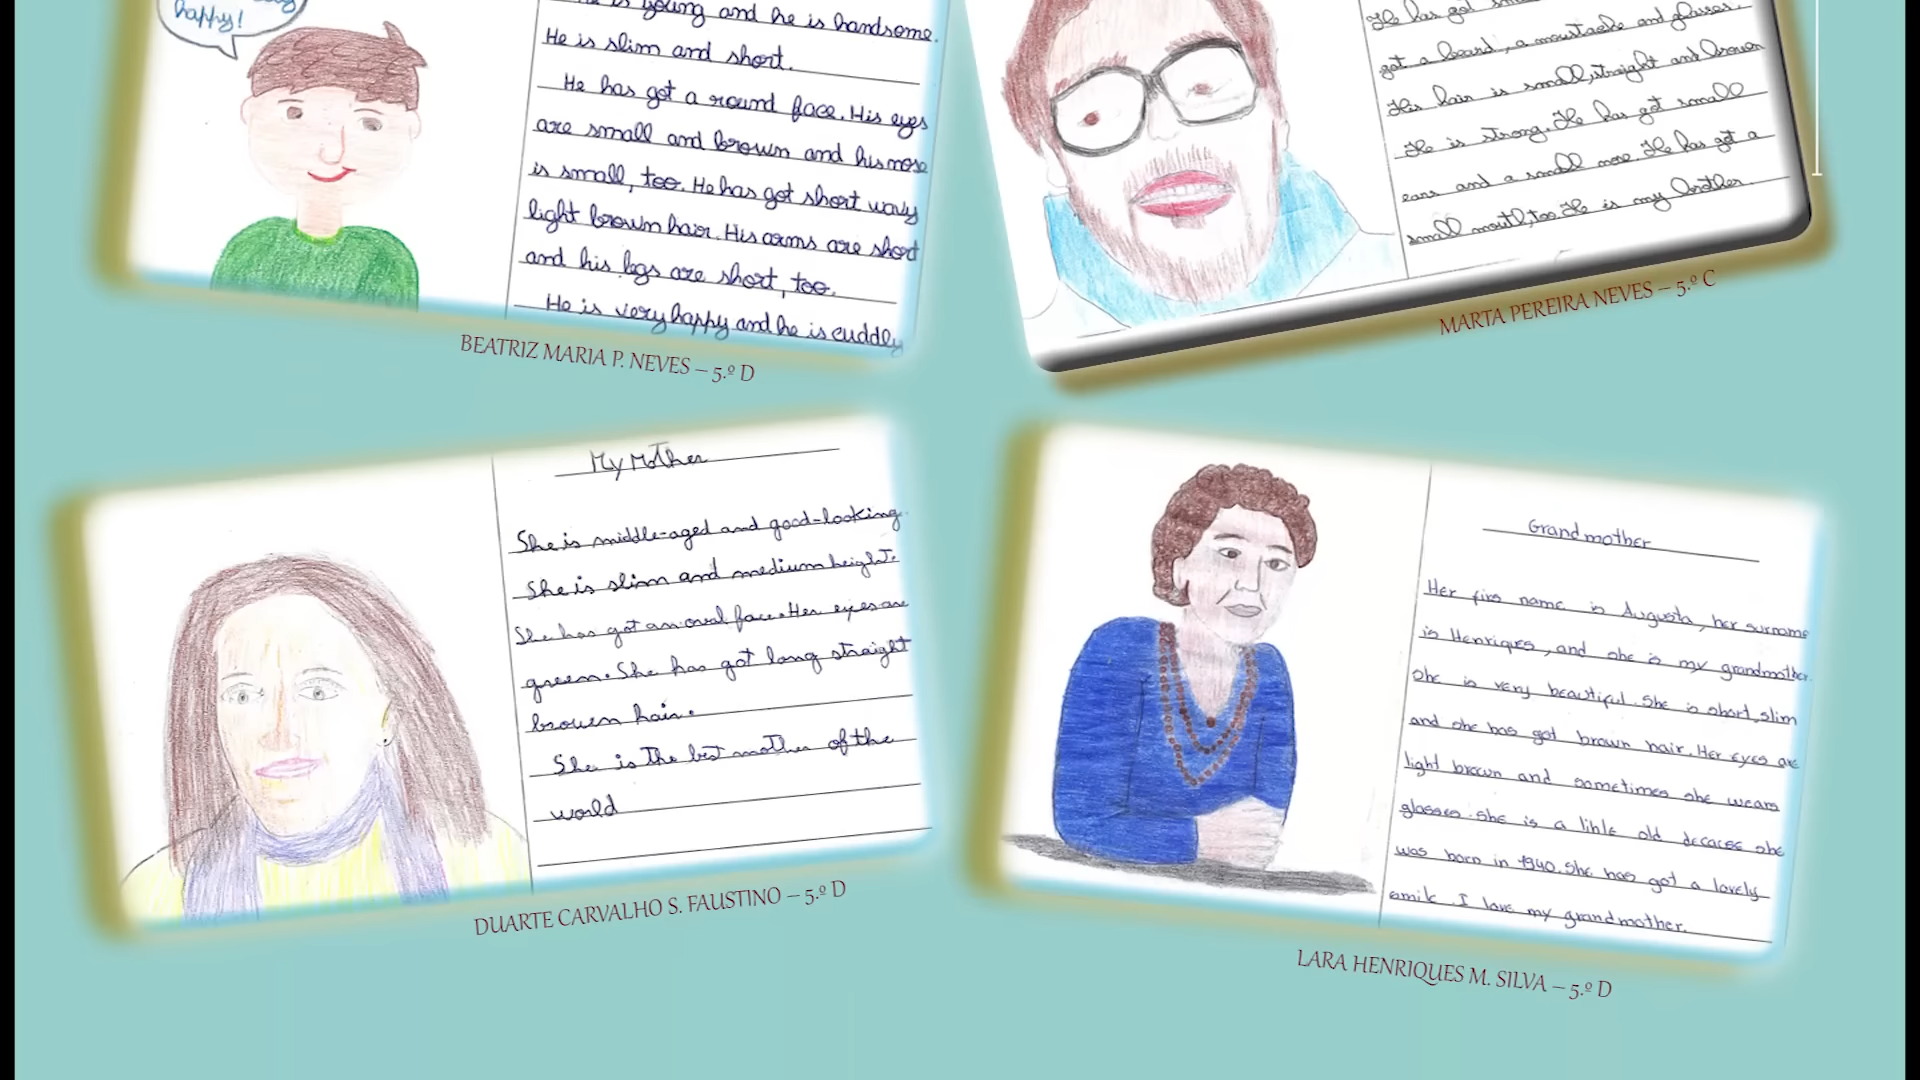 happy!
is young and he is handsome.
He is slim and short.
He has got a round face. His eyes
are small and brown and his nose
is small, too. He has got short wavy
light brown hair. His arms are short
and his legs are short, too.
He is very happy and he is cuddly
BEATRIZ MARIA P. NEVES – 5.º D
He has got
got a beard, a moustache and glasses.
His hair is small, straight and brown
He is strong. He has got small
ears and a small nose. He has got a
small mouth, too. He is my brother.
MARTA PEREIRA NEVES – 5.º C
My Mother
She is middle-aged and good-looking.
She is slim and medium height.
She has got an oval face. Her eyes are
green. She has got long straight
brown hair.
She is the best mother of the
world
DUARTE CARVALHO S. FAUSTINO – 5.º D
Grandmother
Her firs name is Augusta, her surname
is Henriques, and she is my grandmother.
She is very beautiful. She is short, slim
and she has got brown hair. Her eyes are
light brown and sometimes she wears
glasses. She is a litle old because she
was born in 1940. She has got a lovely
smile. I love my grandmother.
LARA HENRIQUES M. SILVA – 5.º D